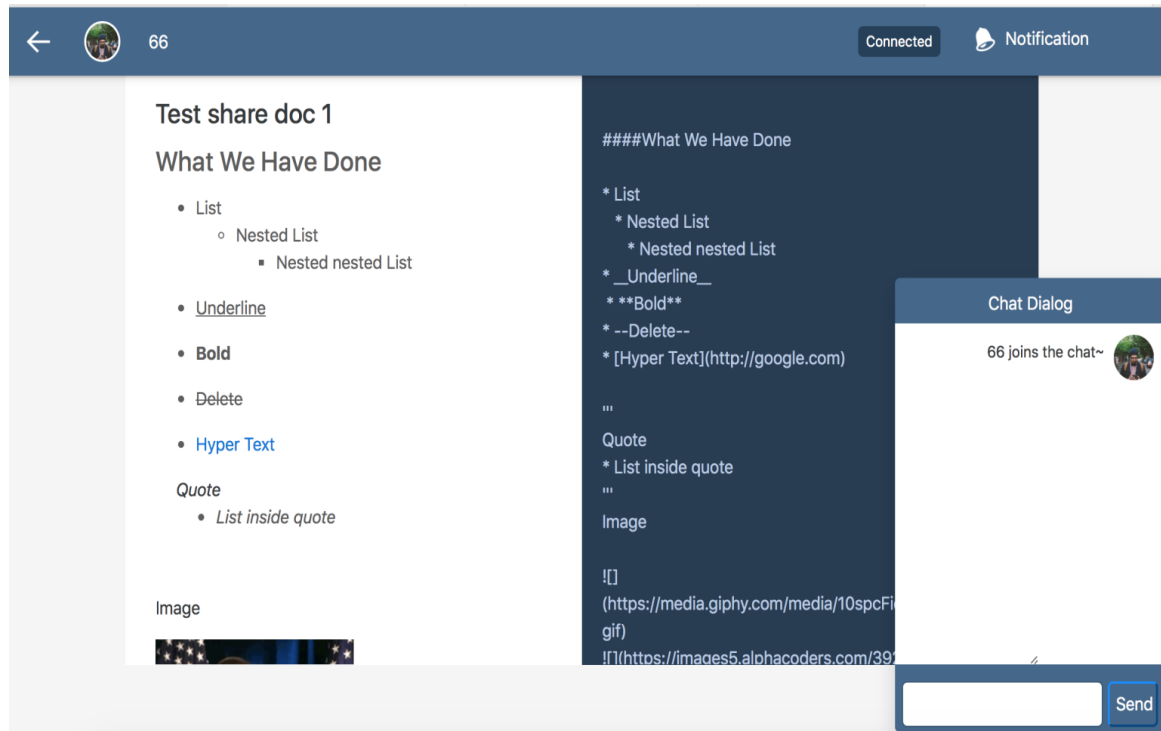 66
Connected
Notification
Test share doc 1
What We Have Done
List
Nested List
Nested nested List
Underline
Bold
Delete
Hyper Text
Quote
List inside quote
Image
####What We Have Done
* List
* Nested List
* Nested nested List
* __Underline__
* **Bold**
* --Delete--
* [Hyper Text](http://google.com)
'''
Quote
* List inside quote
'''
Image
![]
(https://media.giphy.com/media/10spcFi
gif)
![](https://images5.alphacoders.com/39
Chat Dialog
66 joins the chat~
Send